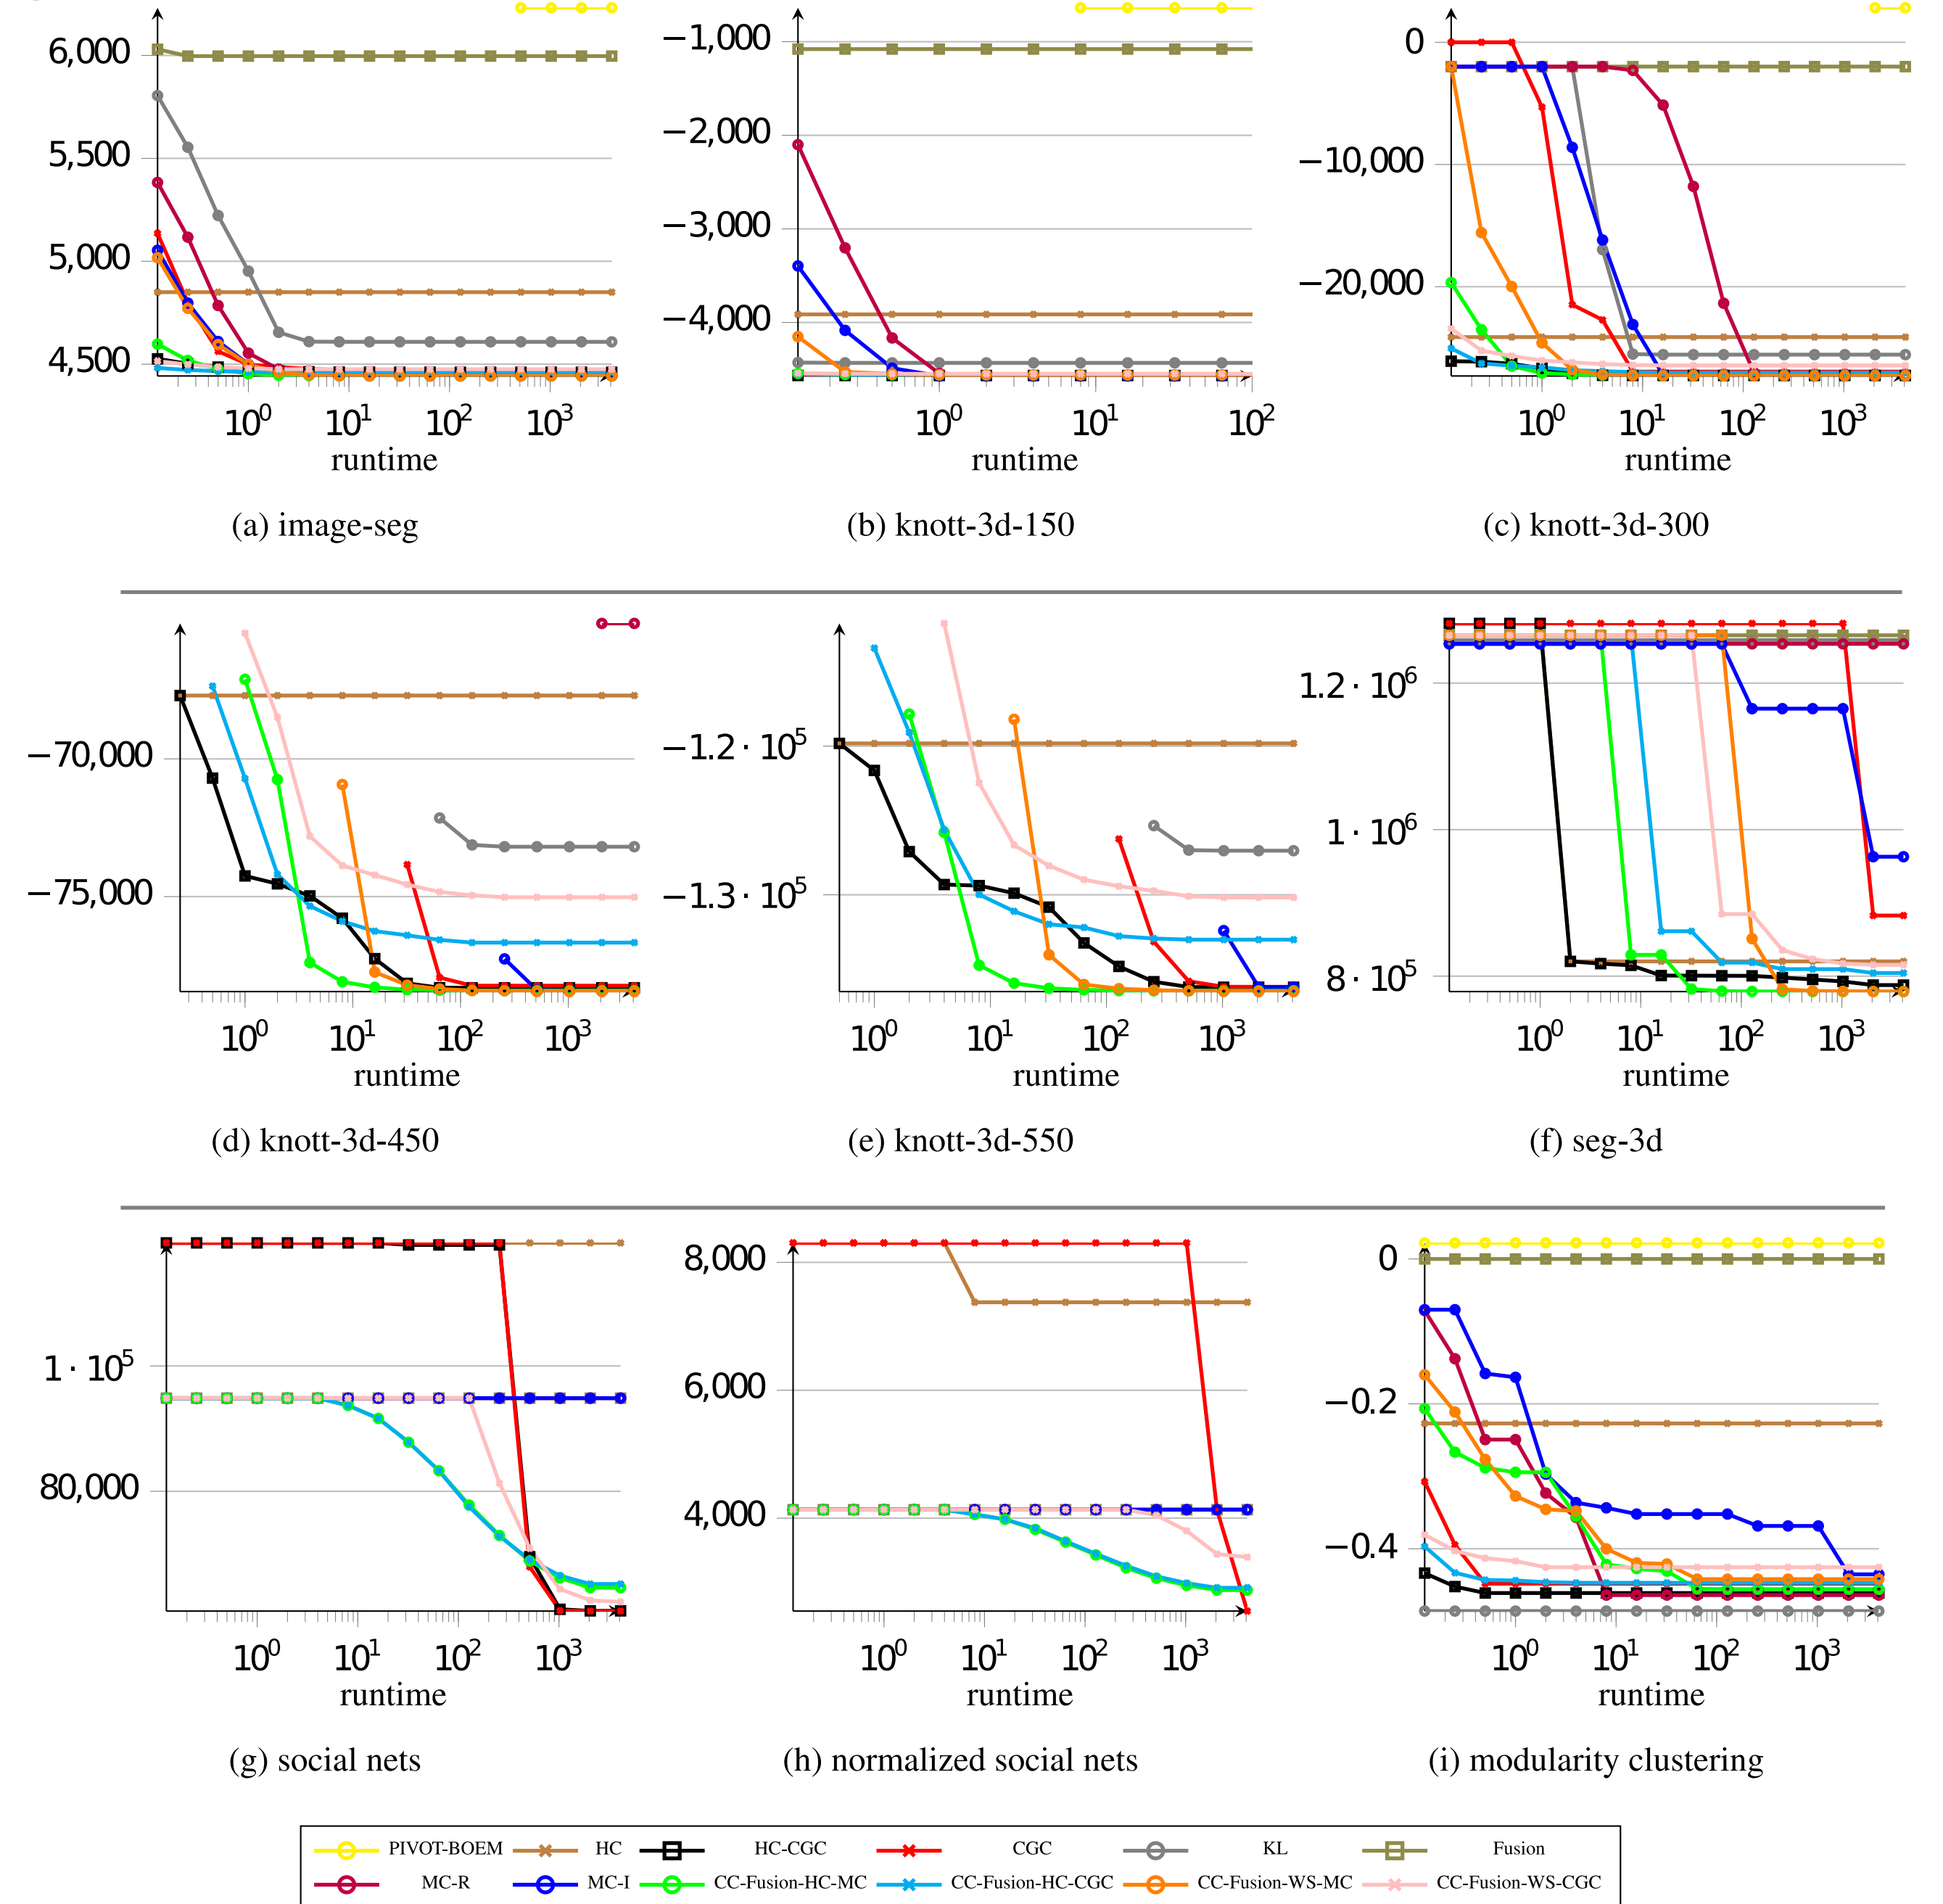 6,000
5,500
5,000
4,500
10^0 10^1 10^2 10^3
runtime
(a) image-seg
−1,000
−2,000
−3,000
−4,000
10^0 10^1 10^2
runtime
(b) knott-3d-150
0
−10,000
−20,000
10^0 10^1 10^2 10^3
runtime
(c) knott-3d-300
−70,000
−75,000
10^0 10^1 10^2 10^3
runtime
(d) knott-3d-450
−1.2·10^5
−1.3·10^5
10^0 10^1 10^2 10^3
runtime
(e) knott-3d-550
1.2·10^6
1·10^6
8·10^5
10^0 10^1 10^2 10^3
runtime
(f) seg-3d
1·10^5
80,000
10^0 10^1 10^2 10^3
runtime
(g) social nets
8,000
6,000
4,000
10^0 10^1 10^2 10^3
runtime
(h) normalized social nets
0
−0.2
−0.4
10^0 10^1 10^2 10^3
runtime
(i) modularity clustering
PIVOT-BOEM HC HC-CGC CGC KL Fusion
MC-R MC-I CC-Fusion-HC-MC CC-Fusion-HC-CGC CC-Fusion-WS-MC CC-Fusion-WS-CGC